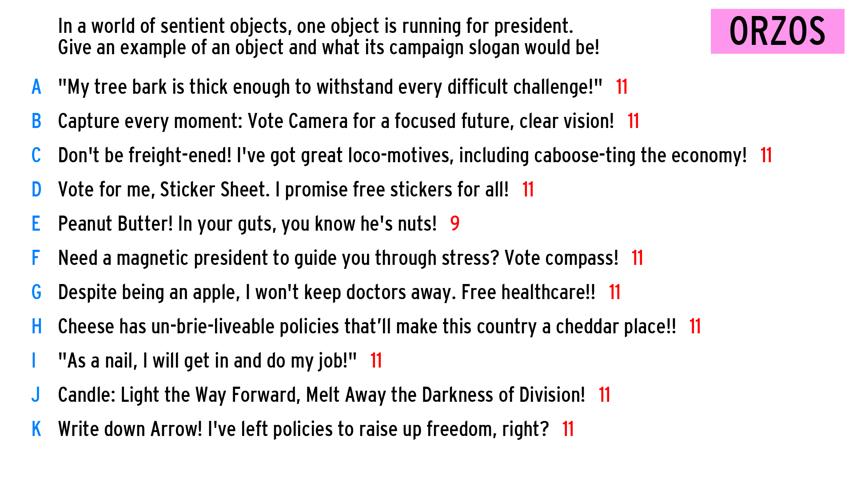 In a world of sentient objects, one object is running for president.
Give an example of an object and what its campaign slogan would be!
ORZOS
A "My tree bark is thick enough to withstand every difficult challenge!" 11
B Capture every moment: Vote Camera for a focused future, clear vision! 11
C Don't be freight-ened! I've got great loco-motives, including caboose-ting the economy! 11
D Vote for me, Sticker Sheet. I promise free stickers for all! 11
E Peanut Butter! In your guts, you know he's nuts! 9
F Need a magnetic president to guide you through stress? Vote compass! 11
G Despite being an apple, I won't keep doctors away. Free healthcare!! 11
H Cheese has un-brie-liveable policies that’ll make this country a cheddar place!! 11
I "As a nail, I will get in and do my job!" 11
J Candle: Light the Way Forward, Melt Away the Darkness of Division! 11
K Write down Arrow! I've left policies to raise up freedom, right? 11